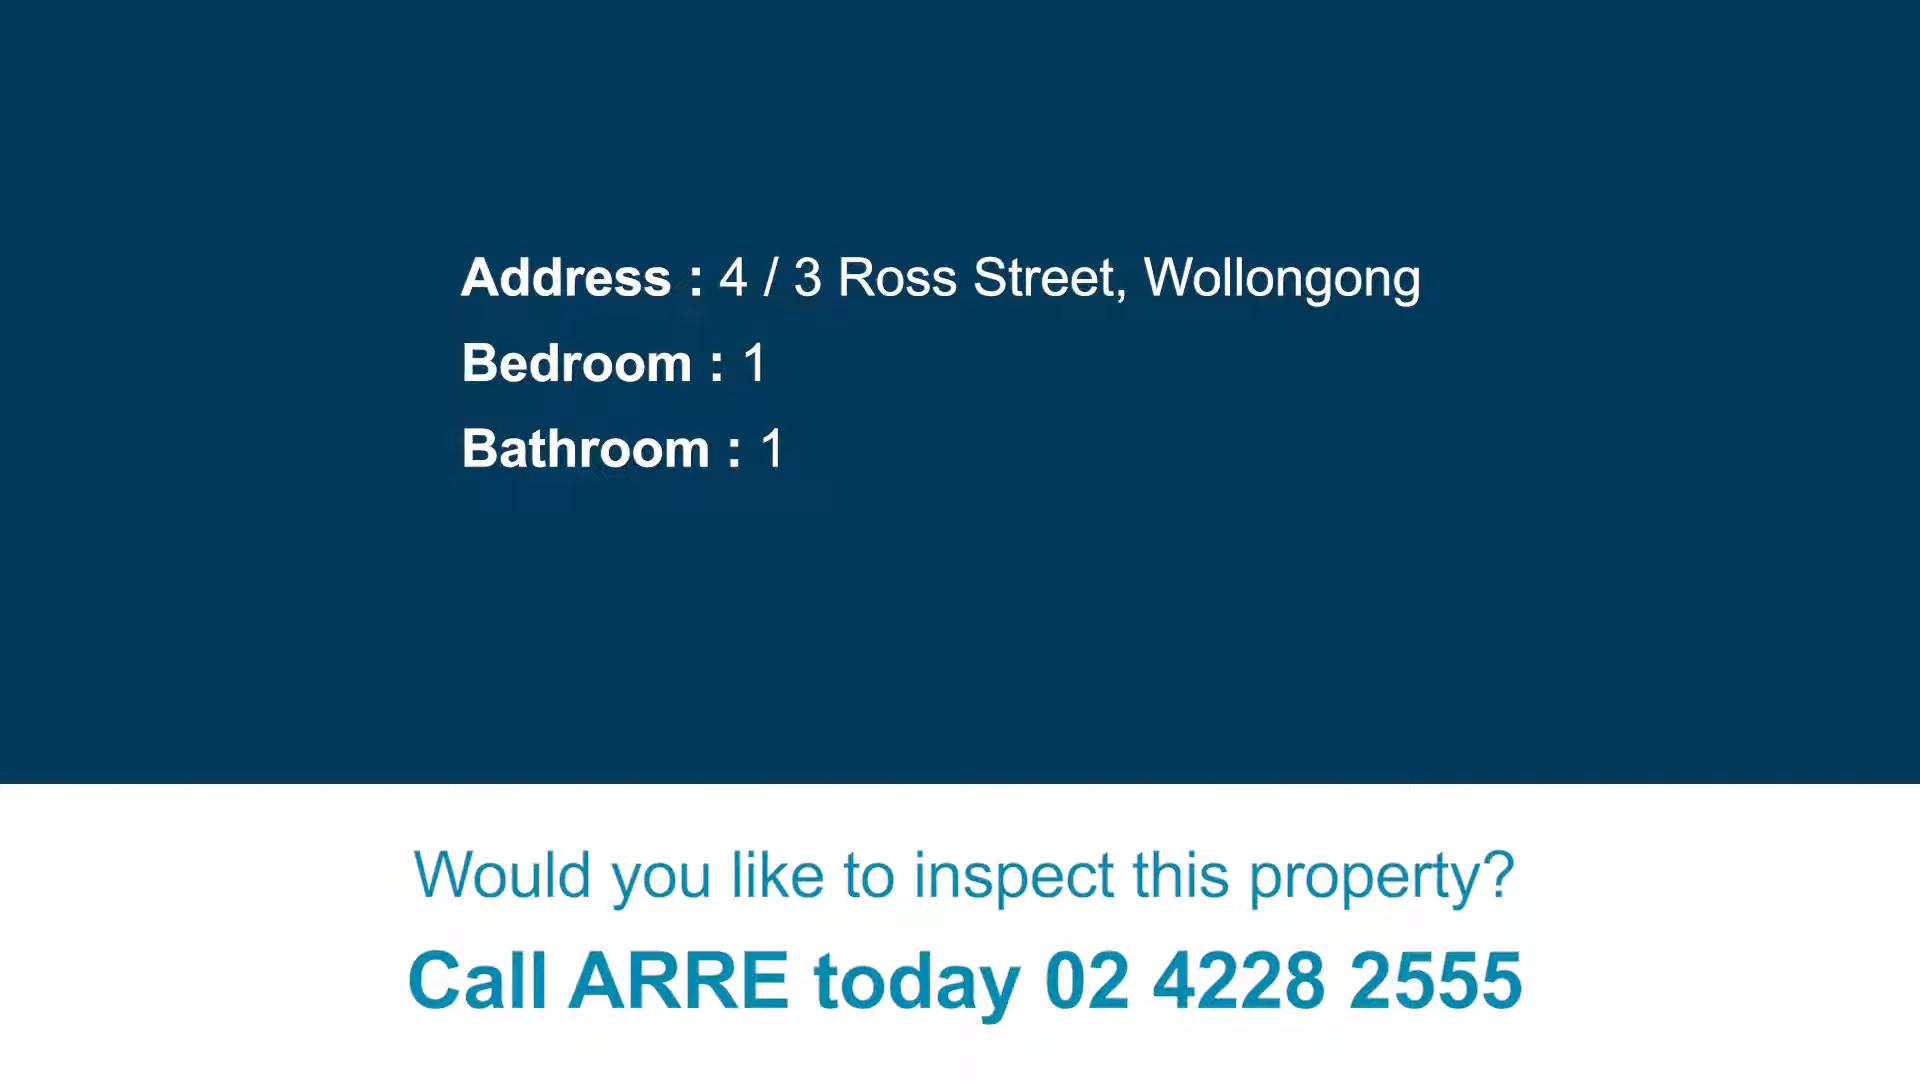 Address : 4 / 3 Ross Street, Wollongong
Bedroom : 1
Bathroom : 1
Would you like to inspect this property?
Call ARRE today 02 4228 2555